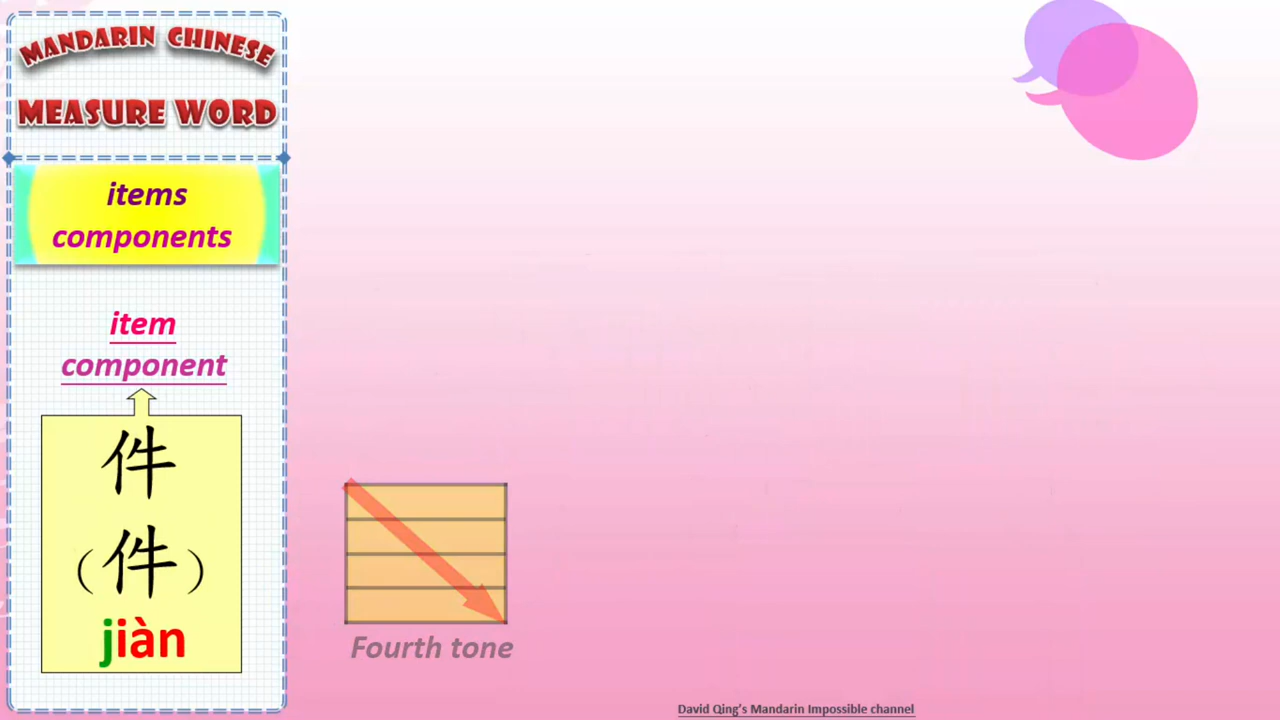 MANDARIN CHINESE
MEASURE WORD
items
components
item
component
件
（件）
jiàn
Fourth tone
David Qing's Mandarin Impossible channel